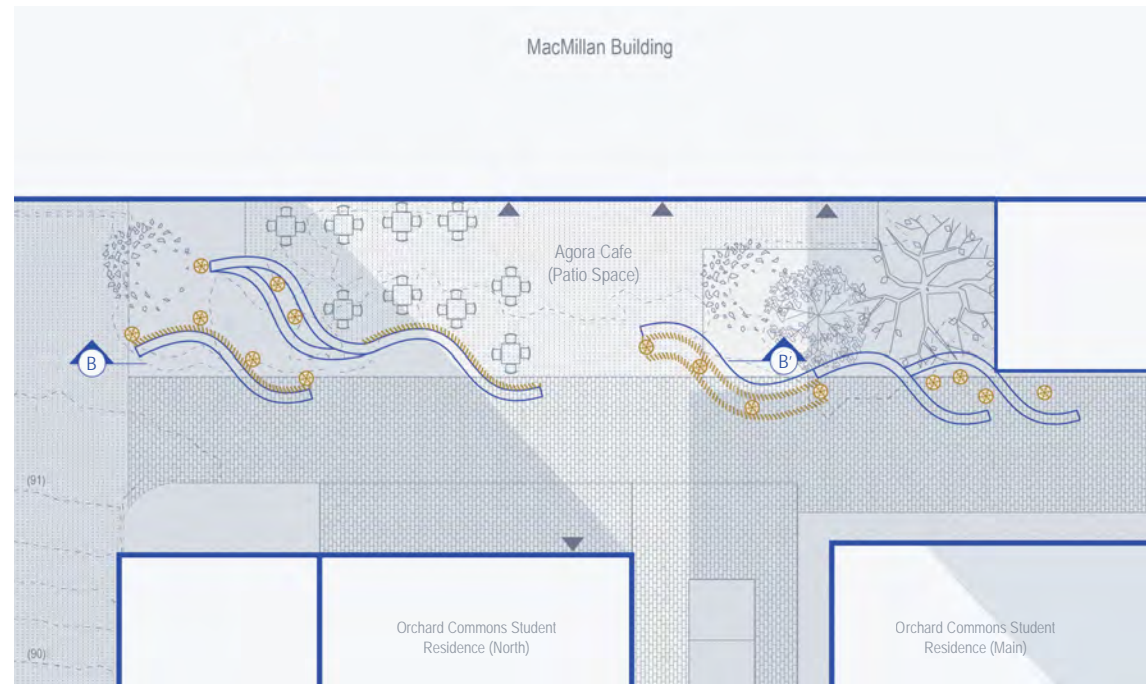 MacMillan Building
Agora Cafe
(Patio Space)
B
B'
(91)
Orchard Commons Student
Residence (North)
Orchard Commons Student
Residence (Main)
(90)